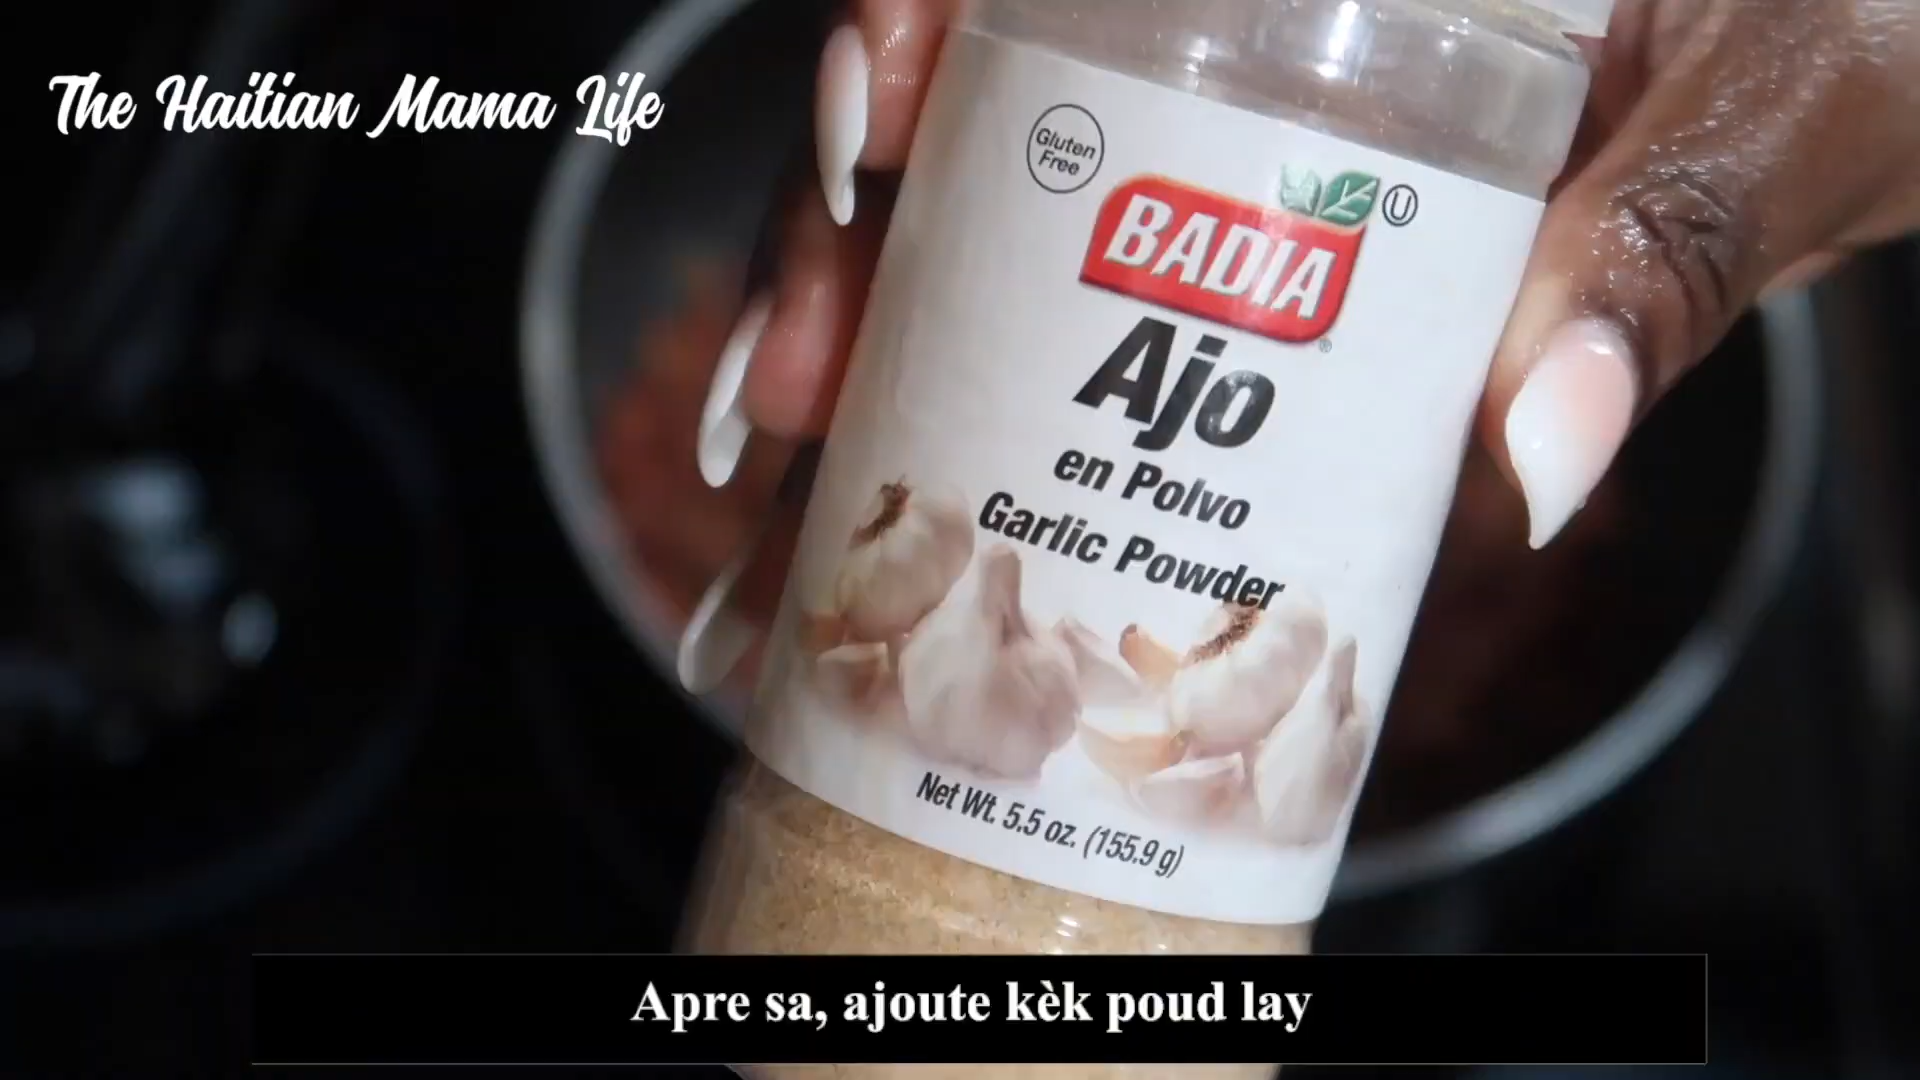 The Haitian Mama Life
Gluten
Free
BADIA
U
®
Ajo
en Polvo
Garlic Powder
Net Wt. 5.5 oz. (155.9 g)
Apre sa, ajoute kèk poud lay